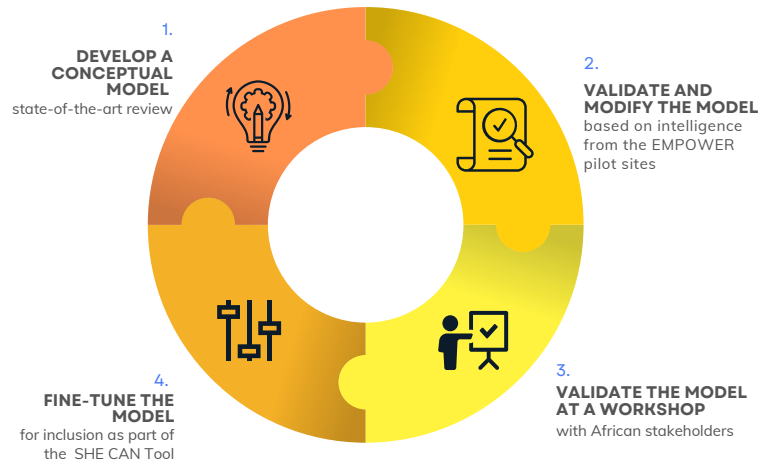 1.
DEVELOP A
CONCEPTUAL
MODEL
state-of-the-art review
2.
VALIDATE AND
MODIFY THE MODEL
based on intelligence
from the EMPOWER
pilot sites
3.
VALIDATE THE MODEL
AT A WORKSHOP
with African stakeholders
4.
FINE-TUNE THE
MODEL
for inclusion as part of
the SHE CAN Tool